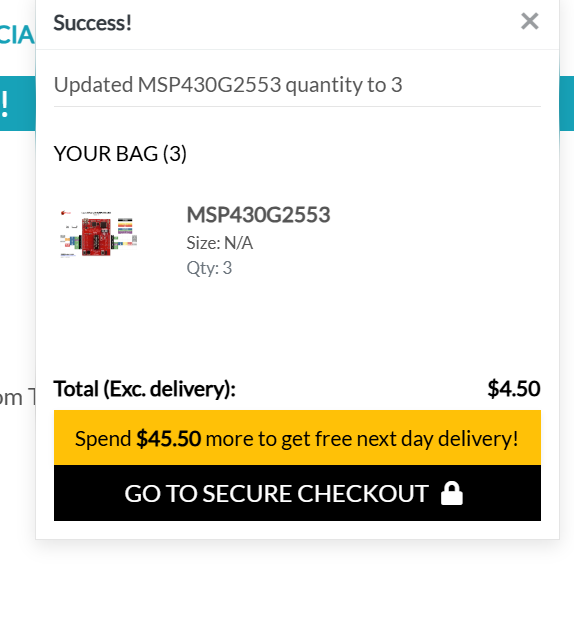 Success!
CIA
!
Updated MSP430G2553 quantity to 3
YOUR BAG (3)
MSP430G2553
Size: N/A
Qty: 3
om T
Total (Exc. delivery): $4.50
Spend $45.50 more to get free next day delivery!
GO TO SECURE CHECKOUT